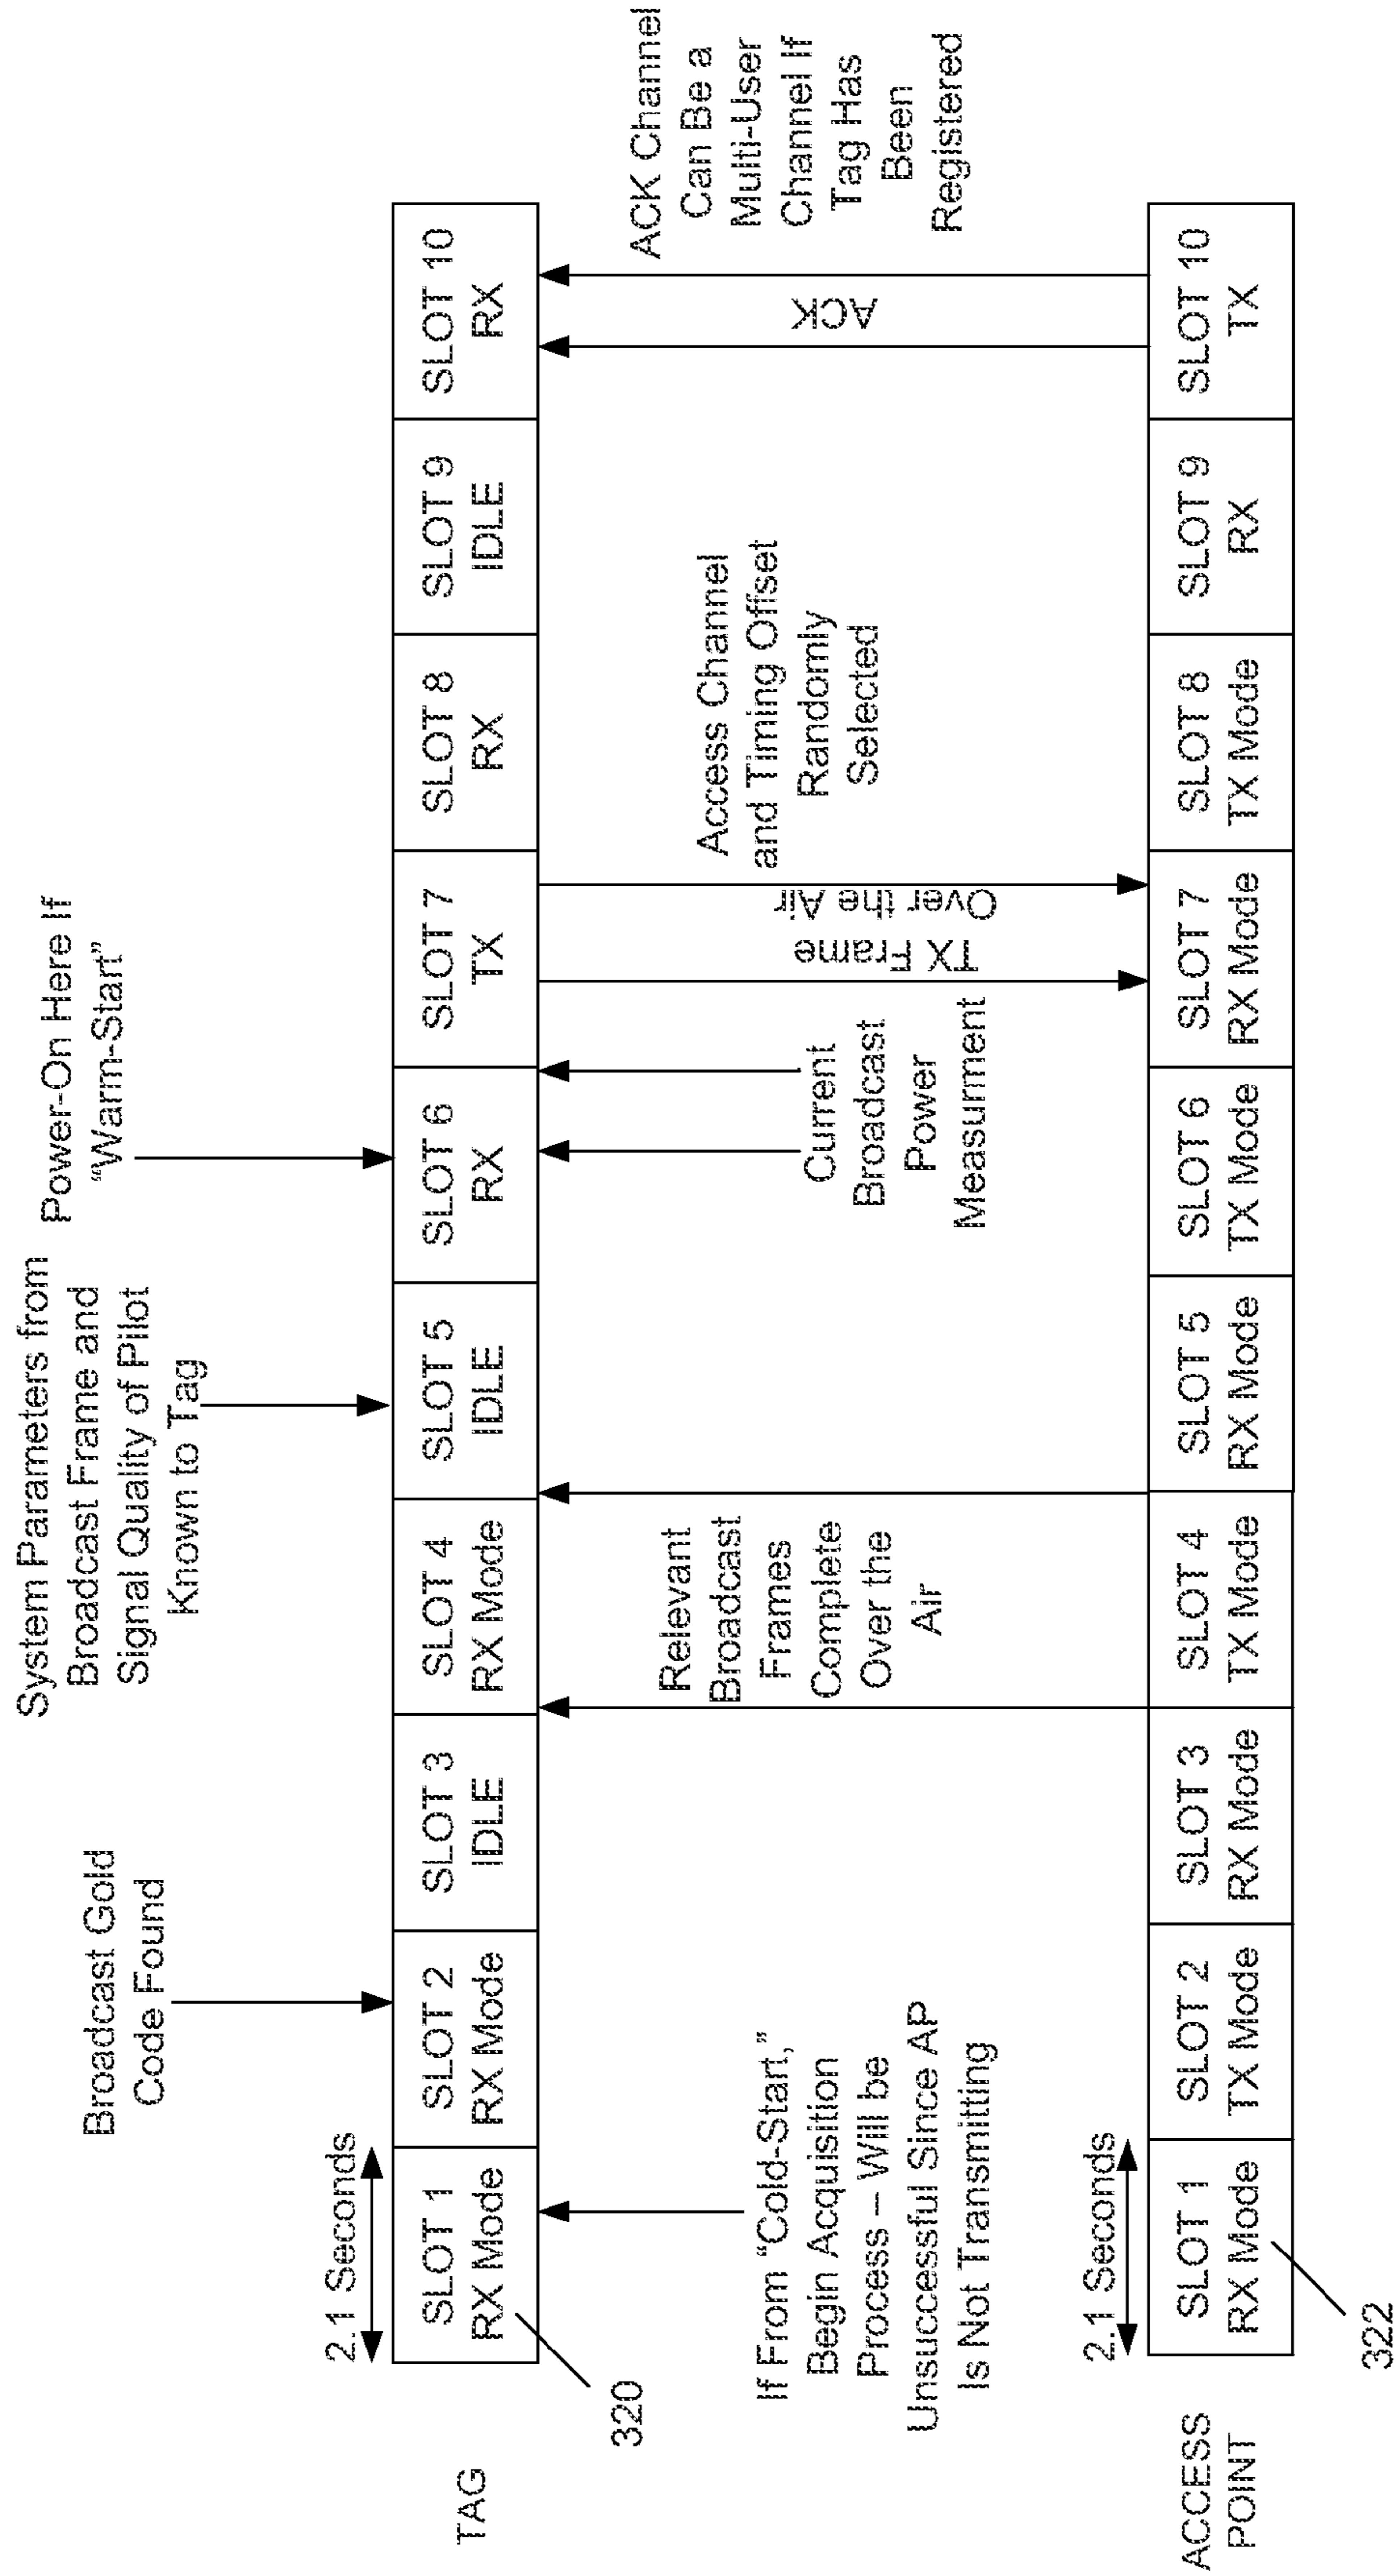 Broadcast Gold
Code Found
System Parameters from
Broadcast Frame and
Signal Quality of Pilot
Known to Tag
Power-On Here If
“Warm-Start”
2.1 Seconds
TAG
SLOT 1
RX Mode
SLOT 2
RX Mode
SLOT 3
IDLE
SLOT 4
RX Mode
SLOT 5
IDLE
SLOT 6
RX
SLOT 7
TX
SLOT 8
RX
SLOT 9
IDLE
SLOT 10
RX
320
If From “Cold-Start,”
Begin Acquisition
Process – Will be
Unsuccessful Since AP
Is Not Transmitting
Relevant
Broadcast
Frames
Complete
Over the
Air
Current
Broadcast
Power
Measurment
TX Frame
Over the Air
Access Channel
and Timing Offset
Randomly
Selected
ACK
ACK Channel
Can Be a
Multi-User
Channel If
Tag Has
Been
Registered
2.1 Seconds
ACCESS
POINT
SLOT 1
RX Mode
SLOT 2
TX Mode
SLOT 3
RX Mode
SLOT 4
TX Mode
SLOT 5
RX Mode
SLOT 6
TX Mode
SLOT 7
RX Mode
SLOT 8
TX Mode
SLOT 9
RX
SLOT 10
TX
322